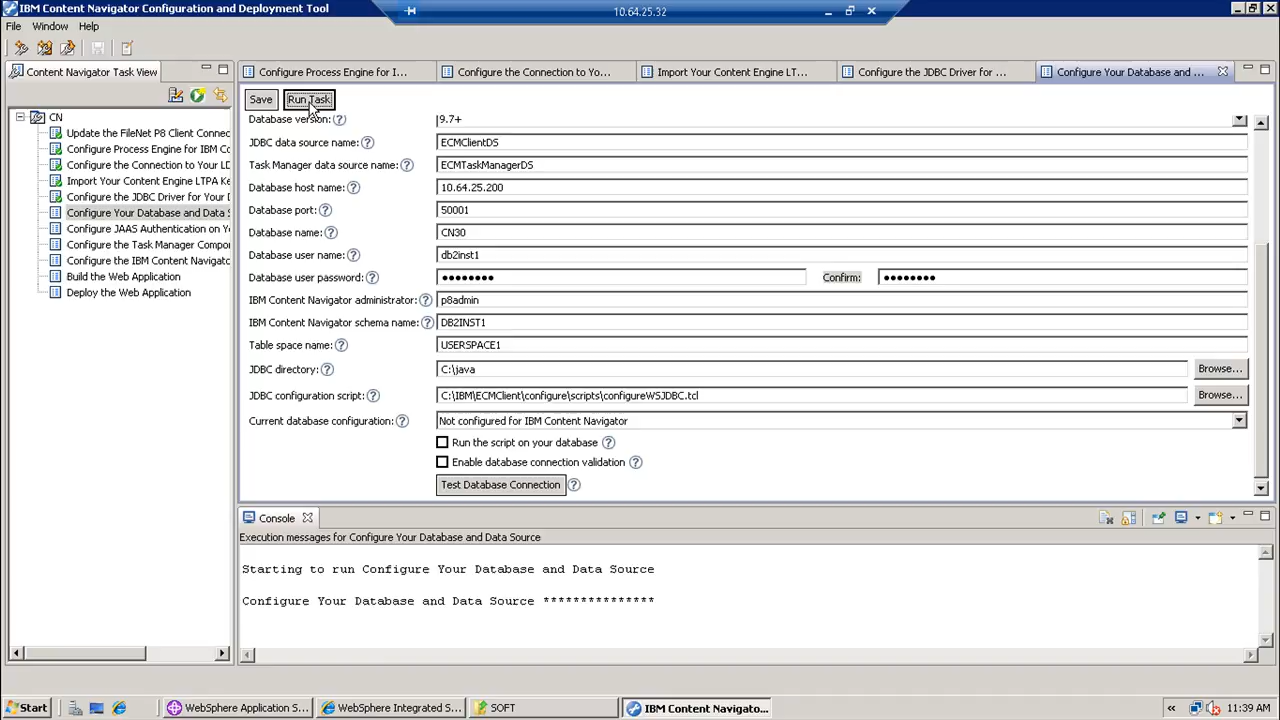 IBM Content Navigator Configuration and Deployment Tool
10.64.25.32
File Window Help
Content Navigator Task View
Configure Process Engine for I...
Configure the Connection to Yo...
Import Your Content Engine LT...
Configure the JDBC Driver for ...
Configure Your Database and ...
CN
Update the FileNet P8 Client Connec
Configure Process Engine for IBM Co
Configure the Connection to Your LD
Import Your Content Engine LTPA Ke
Configure the JDBC Driver for Your D
Configure Your Database and Data S
Configure JAAS Authentication on Yo
Configure the Task Manager Compo
Configure the IBM Content Navigato
Build the Web Application
Deploy the Web Application
Save Run Task
Database version: 9.7+
JDBC data source name: ECMClientDS
Task Manager data source name: ECMTaskManagerDS
Database host name: 10.64.25.200
Database port: 50001
Database name: CN30
Database user name: db2inst1
Database user password: ●●●●●●●● Confirm: ●●●●●●●●
IBM Content Navigator administrator: p8admin
IBM Content Navigator schema name: DB2INST1
Table space name: USERSPACE1
JDBC directory: C:\java Browse...
JDBC configuration script: C:\IBM\ECMClient\configure\scripts\configureWSJDBC.tcl Browse...
Current database configuration: Not configured for IBM Content Navigator
Run the script on your database
Enable database connection validation
Test Database Connection
Console
Execution messages for Configure Your Database and Data Source
Starting to run Configure Your Database and Data Source
Configure Your Database and Data Source ***************
Start
WebSphere Application S...
WebSphere Integrated S...
SOFT
IBM Content Navigato...
11:39 AM